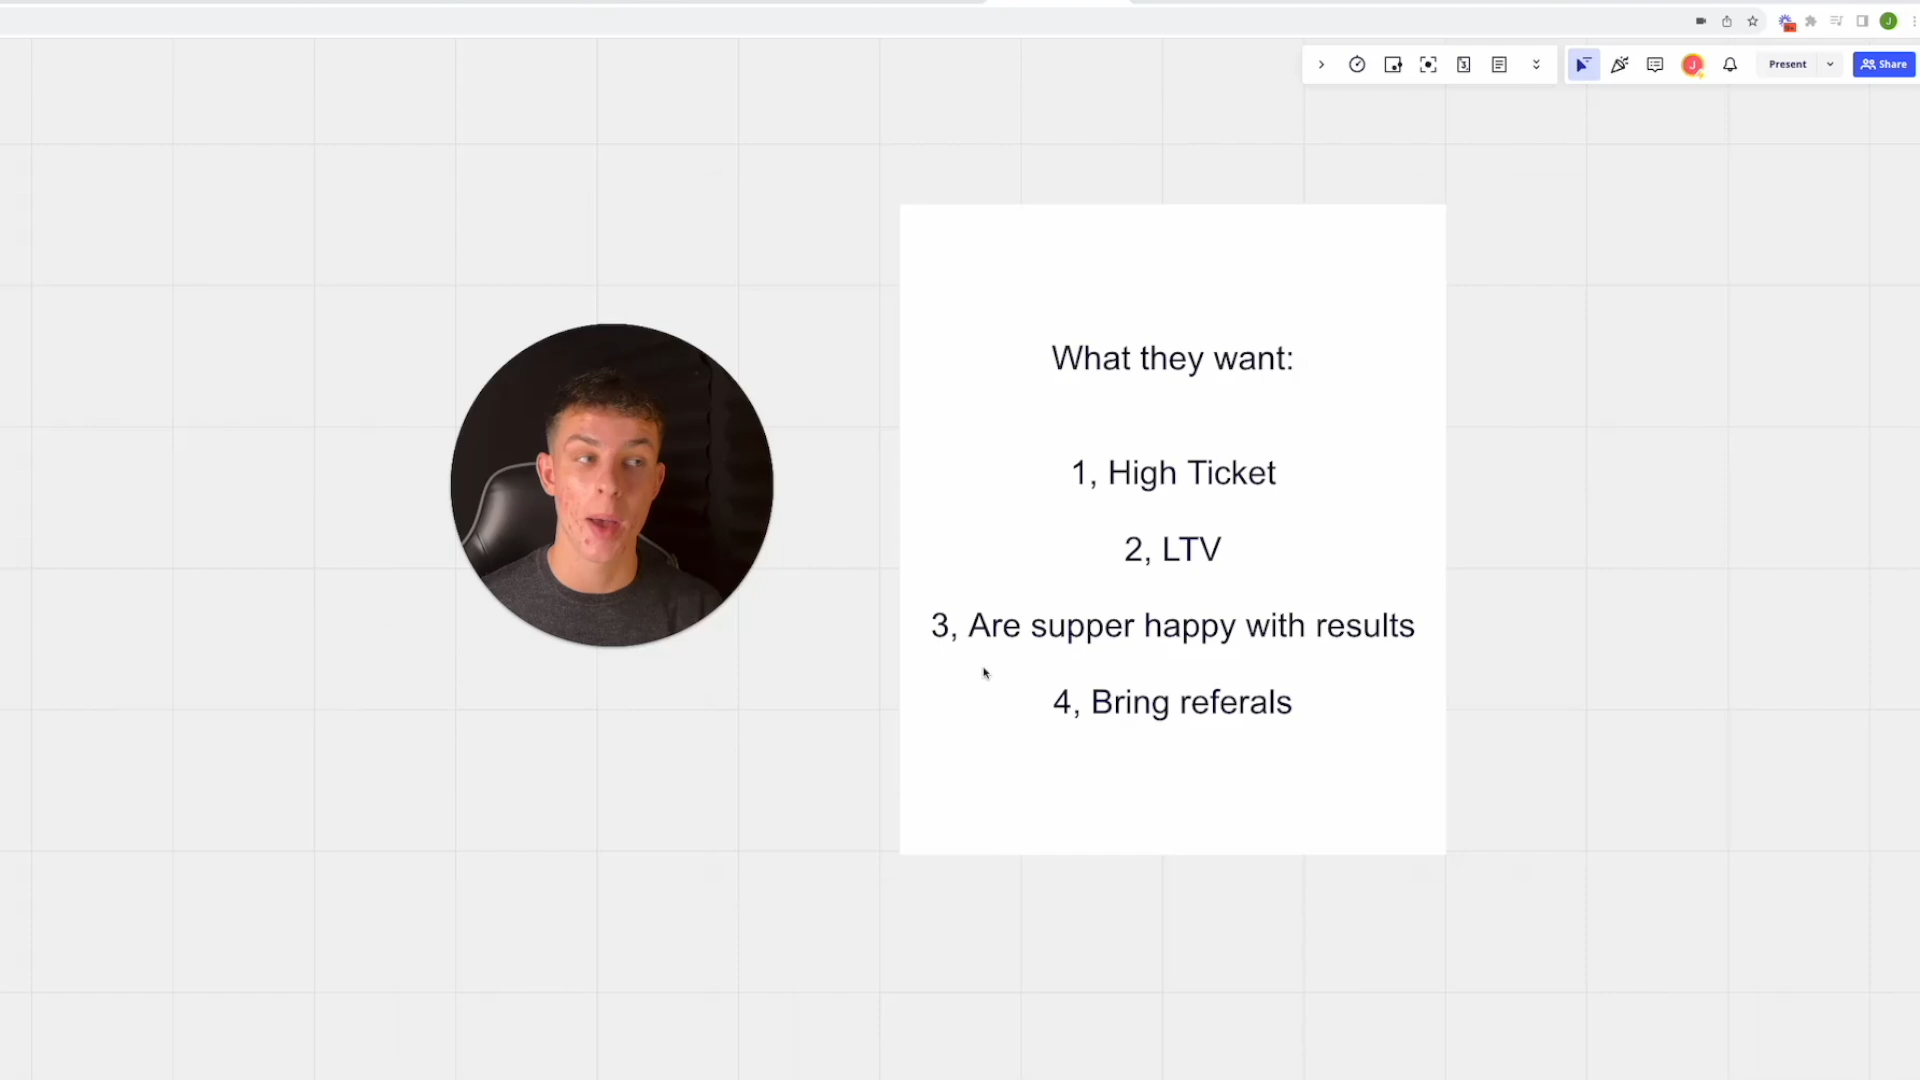 J
J
Present
Share
What they want:
1, High Ticket
2, LTV
3, Are supper happy with results
4, Bring referals